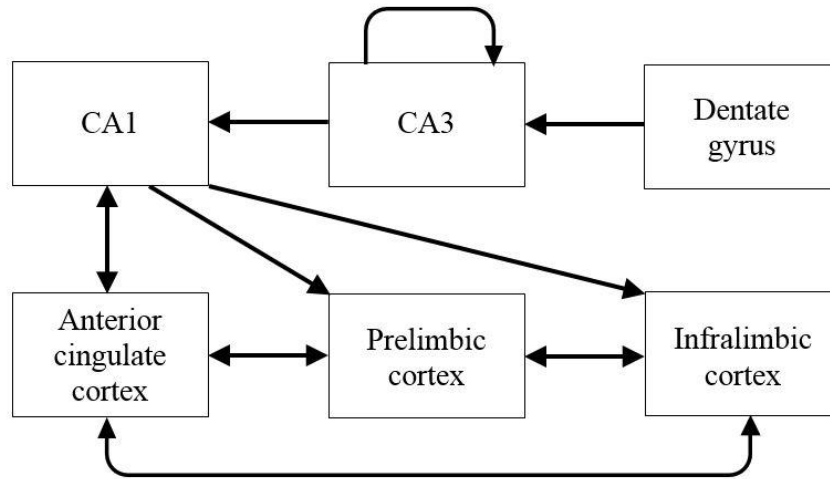 CA1
CA3
Dentate
gyrus
Anterior
cingulate
cortex
Prelimbic
cortex
Infralimbic
cortex